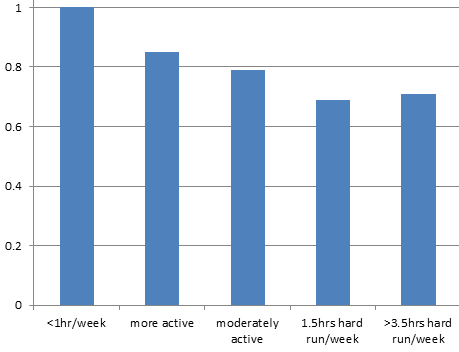 1
0.8
0.6
0.4
0.2
0
<1hr/week
more active
moderately
active
1.5hrs hard
run/week
>3.5hrs hard
run/week